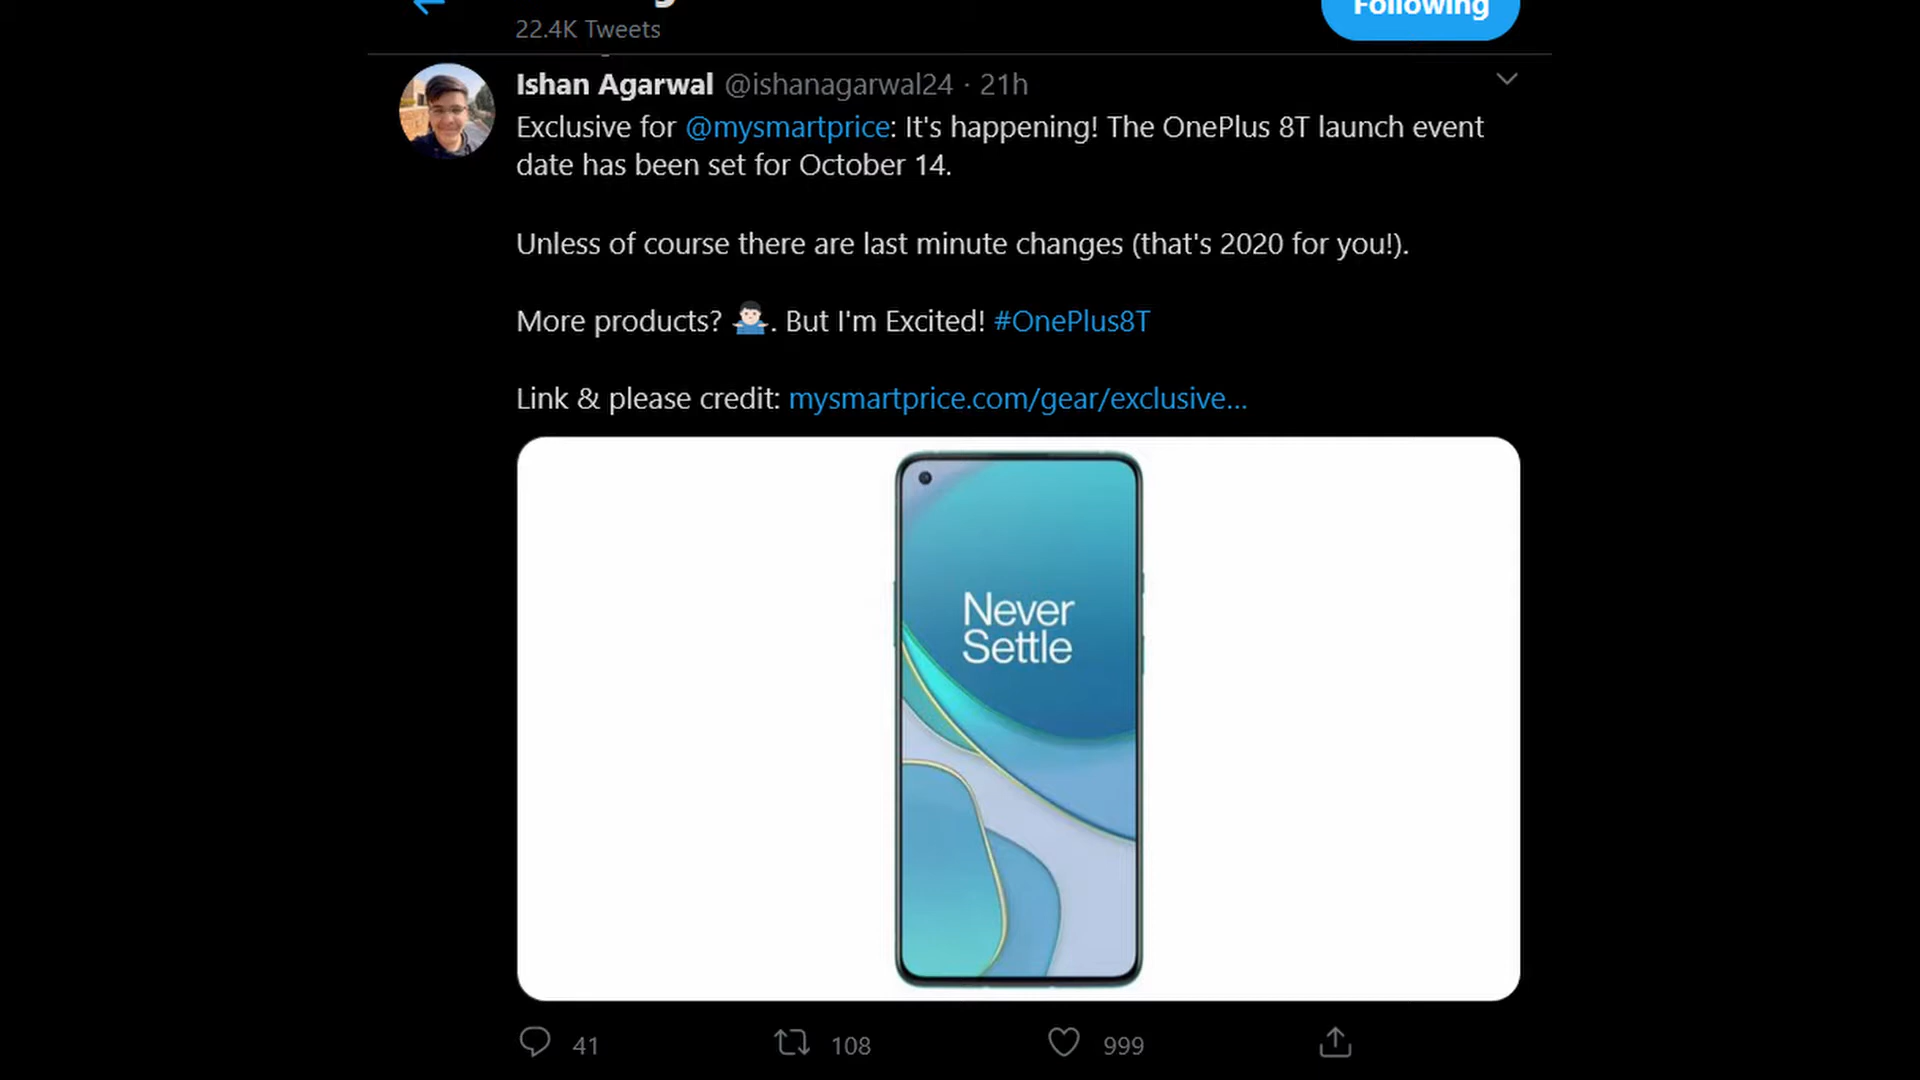 22.4K Tweets
Following
Ishan Agarwal @ishanagarwal24 · 21h
Exclusive for @mysmartprice: It's happening! The OnePlus 8T launch event
date has been set for October 14.
Unless of course there are last minute changes (that's 2020 for you!).
More products? 🤷🏻‍♂️. But I'm Excited! #OnePlus8T
Link & please credit: mysmartprice.com/gear/exclusive...
Never
Settle
41 108 999